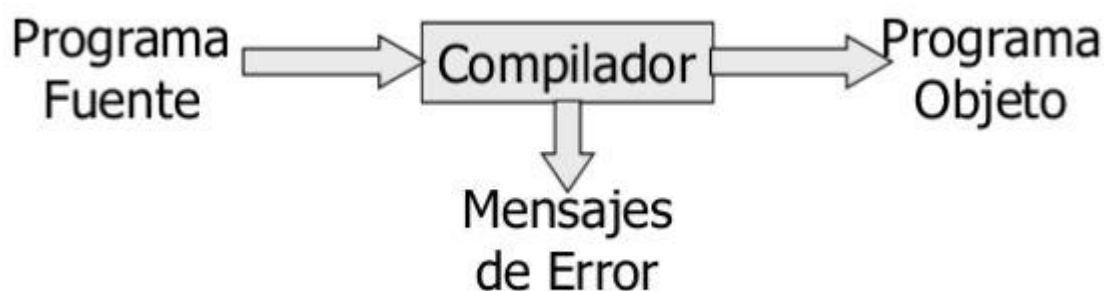 Programa
Fuente
Compilador
Programa
Objeto
Mensajes
de Error